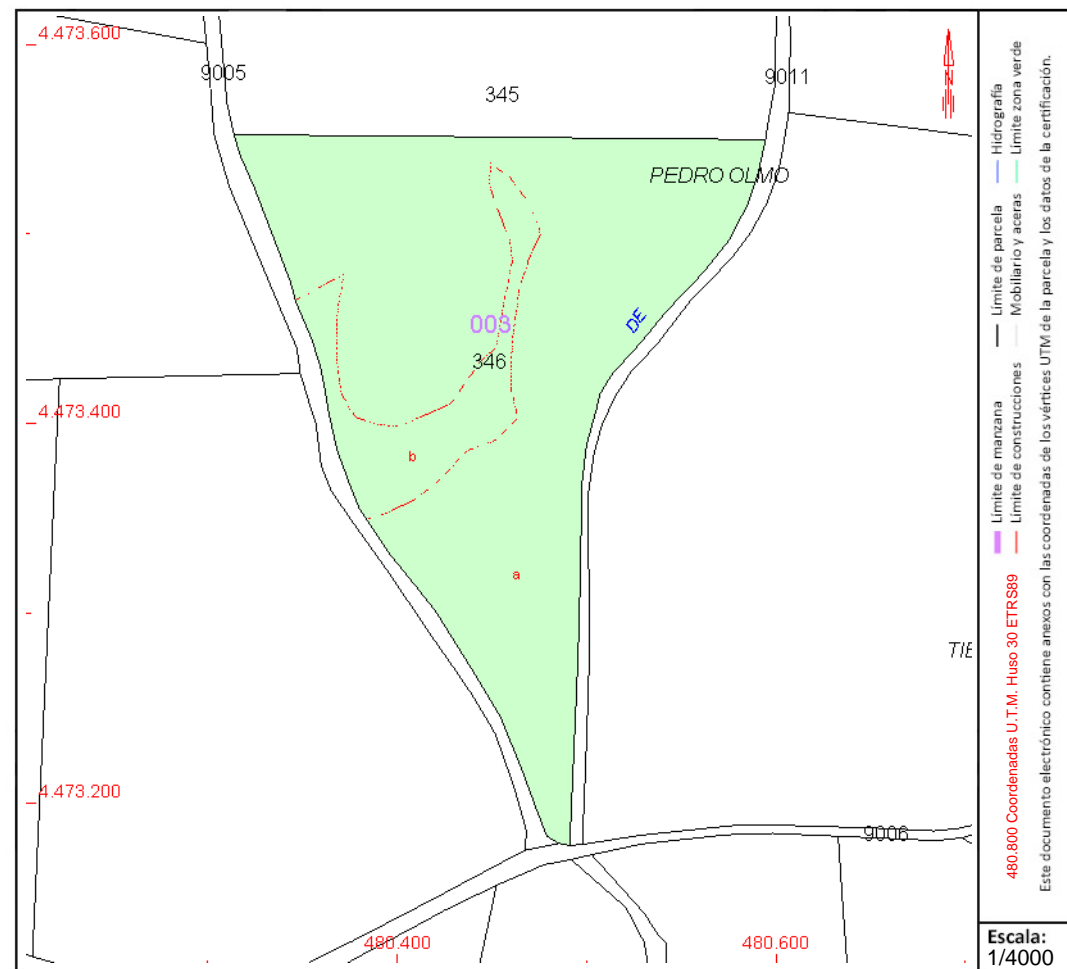 4.473.600
9005
9011
345
PEDRO OLMO
003
DE
346
4.473.400
b
a
TIE
4.473.200
9006
480.400
480.600
N
Hidrografía
Límite zona verde
Límite de parcela
Mobiliario y aceras
Límite de manzana
Límite de construcciones
480.800 Coordenadas U.T.M. Huso 30 ETRS89
Este documento electrónico contiene anexos con las coordenadas de los vértices UTM de la parcela y los datos de la certificación.
Escala:
1/4000